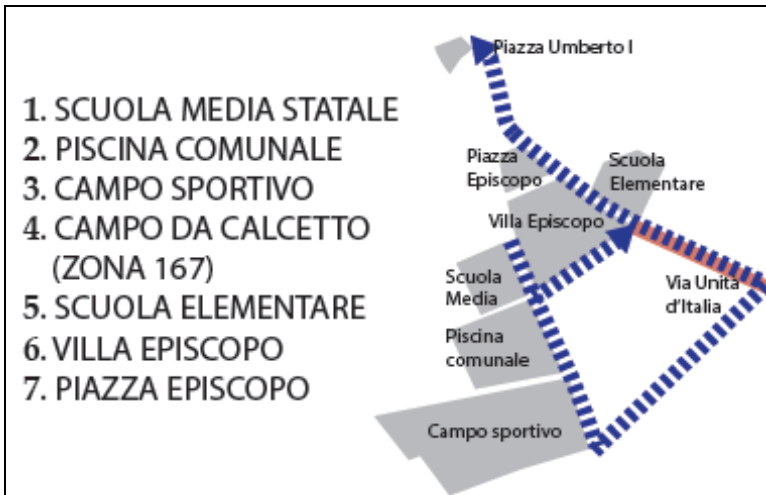 1. SCUOLA MEDIA STATALE
2. PISCINA COMUNALE
3. CAMPO SPORTIVO
4. CAMPO DA CALCETTO
(ZONA 167)
5. SCUOLA ELEMENTARE
6. VILLA EPISCOPO
7. PIAZZA EPISCOPO
Piazza Umberto I
Piazza
Episcopo
Scuola
Elementare
Villa Episcopo
Scuola
Media
Via Unità
d'Italia
Piscina
comunale
Campo sportivo